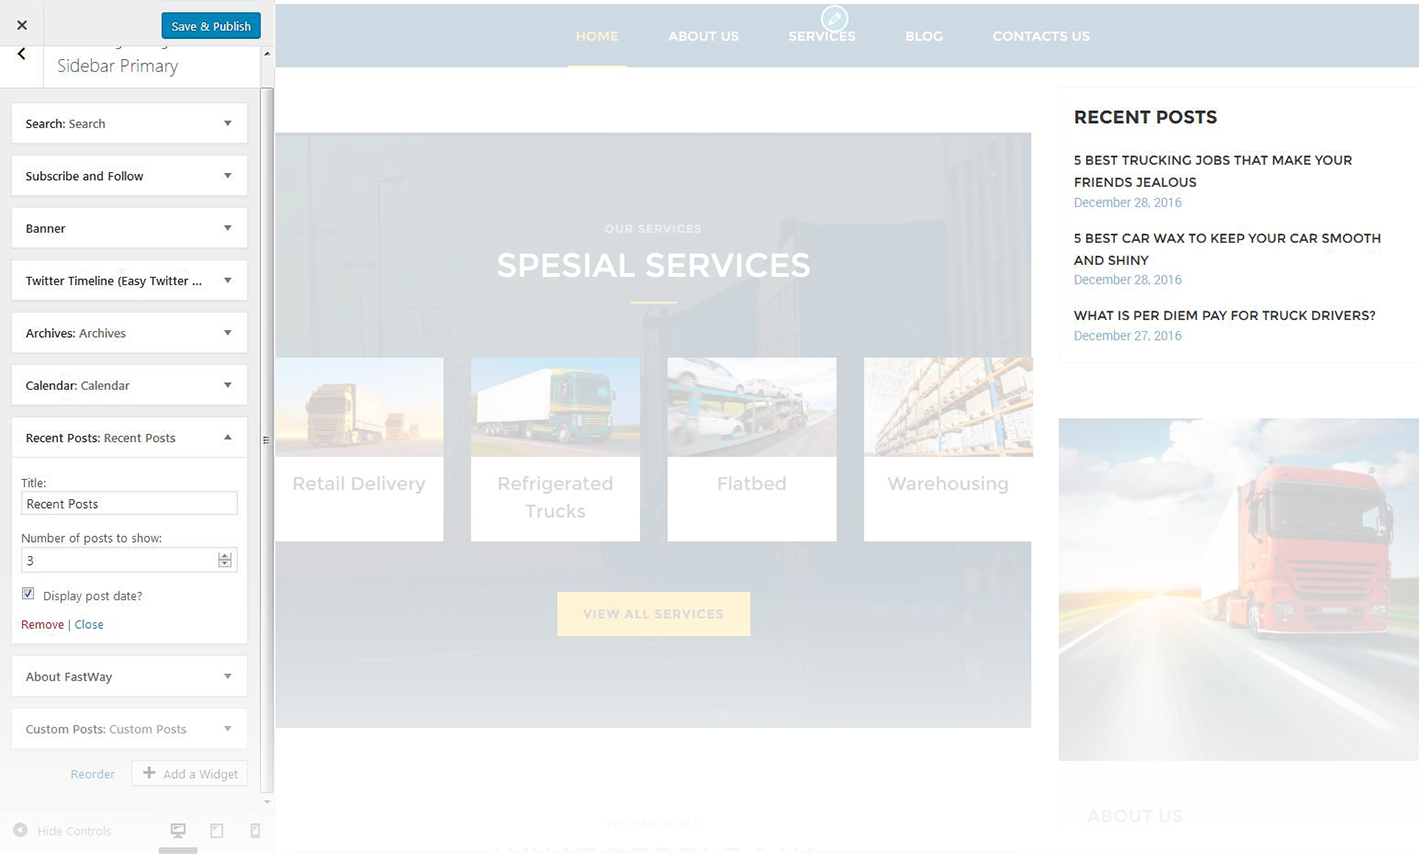 Save & Publish
Sidebar Primary
Search: Search
Subscribe and Follow
Banner
Twitter Timeline (Easy Twitter ...
Archives: Archives
Calendar: Calendar
Recent Posts: Recent Posts
Title:
Recent Posts
Number of posts to show:
3
Display post date?
Remove | Close
About FastWay
Custom Posts: Custom Posts
Reorder
Add a Widget
Hide Controls
HOME ABOUT US SERVICES BLOG CONTACTS US
OUR SERVICES
SPESIAL SERVICES
Retail Delivery
Refrigerated
Trucks
Flatbed
Warehousing
VIEW ALL SERVICES
TESTIMONIALS
WHAT PEOPLE SAY
RECENT POSTS
5 BEST TRUCKING JOBS THAT MAKE YOUR
FRIENDS JEALOUS
December 28, 2016
5 BEST CAR WAX TO KEEP YOUR CAR SMOOTH
AND SHINY
December 28, 2016
WHAT IS PER DIEM PAY FOR TRUCK DRIVERS?
December 27, 2016
ABOUT US